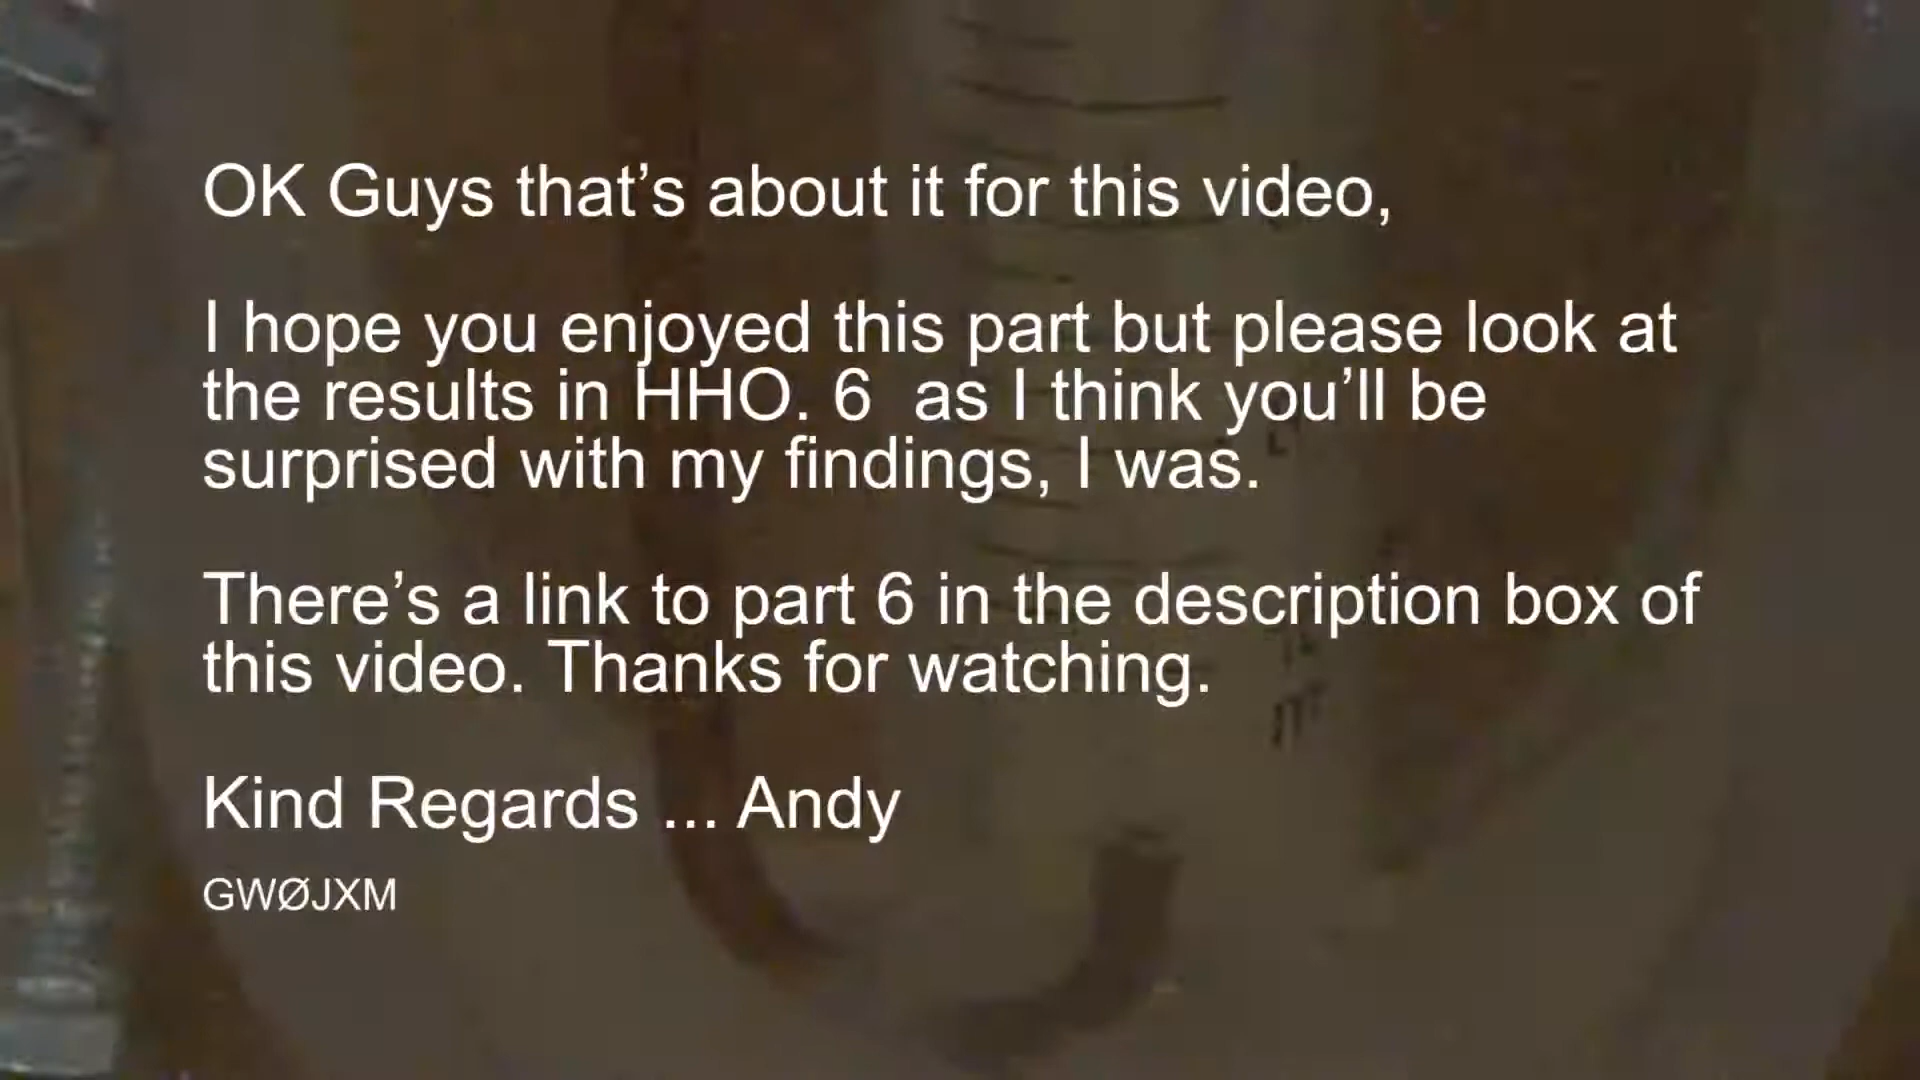 OK Guys that’s about it for this video,
I hope you enjoyed this part but please look at
the results in HHO. 6  as I think you’ll be
surprised with my findings, I was.
There’s a link to part 6 in the description box of
this video. Thanks for watching.
Kind Regards ... Andy
GWØJXM